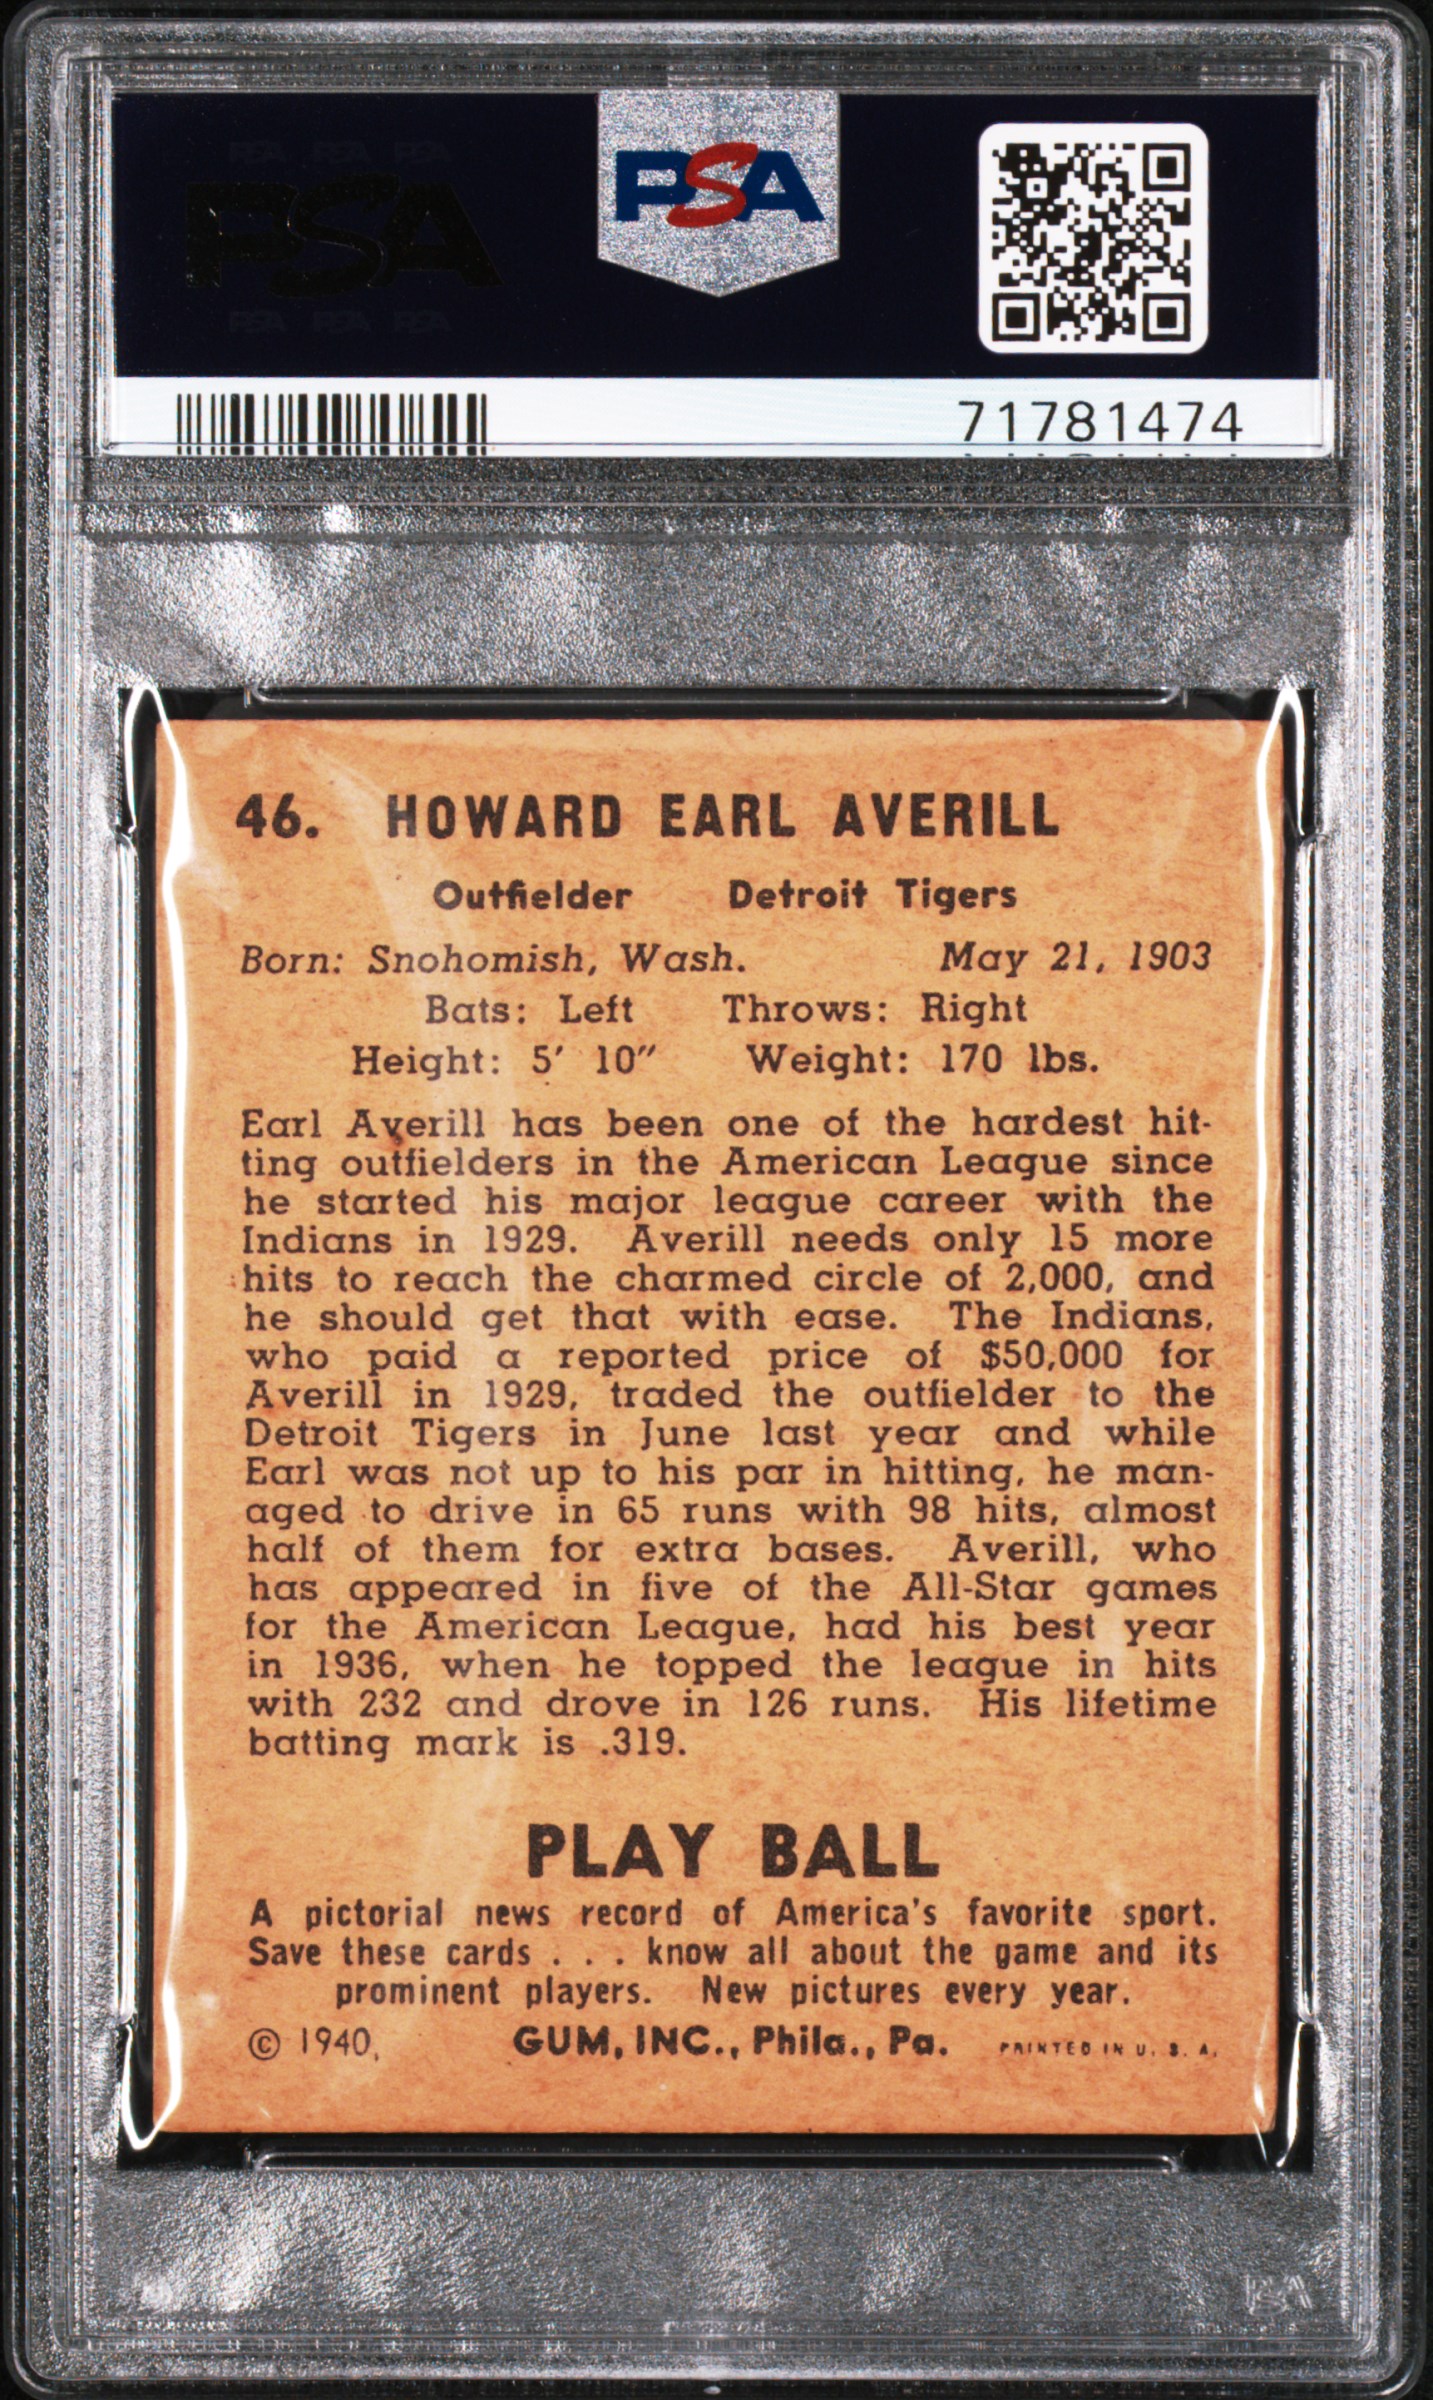 PSA PSA PSA
PSA
PSA PSA PSA
PSA
71781474
46. HOWARD EARL AVERILL
Outfielder Detroit Tigers
Born: Snohomish, Wash. May 21, 1903
Bats: Left Throws: Right
Height: 5′ 10″ Weight: 170 lbs.
Earl Averill has been one of the hardest hit-
ting outfielders in the American League since
he started his major league career with the
Indians in 1929. Averill needs only 15 more
hits to reach the charmed circle of 2,000, and
he should get that with ease. The Indians,
who paid a reported price of $50,000 for
Averill in 1929, traded the outfielder to the
Detroit Tigers in June last year and while
Earl was not up to his par in hitting, he man-
aged to drive in 65 runs with 98 hits, almost
half of them for extra bases. Averill, who
has appeared in five of the All-Star games
for the American League, had his best year
in 1936, when he topped the league in hits
with 232 and drove in 126 runs. His lifetime
batting mark is .319.
PLAY BALL
A pictorial news record of America's favorite sport.
Save these cards . . . know all about the game and its
prominent players. New pictures every year.
© 1940, GUM, INC., Phila., Pa. PRINTED IN U. S. A.
PSA